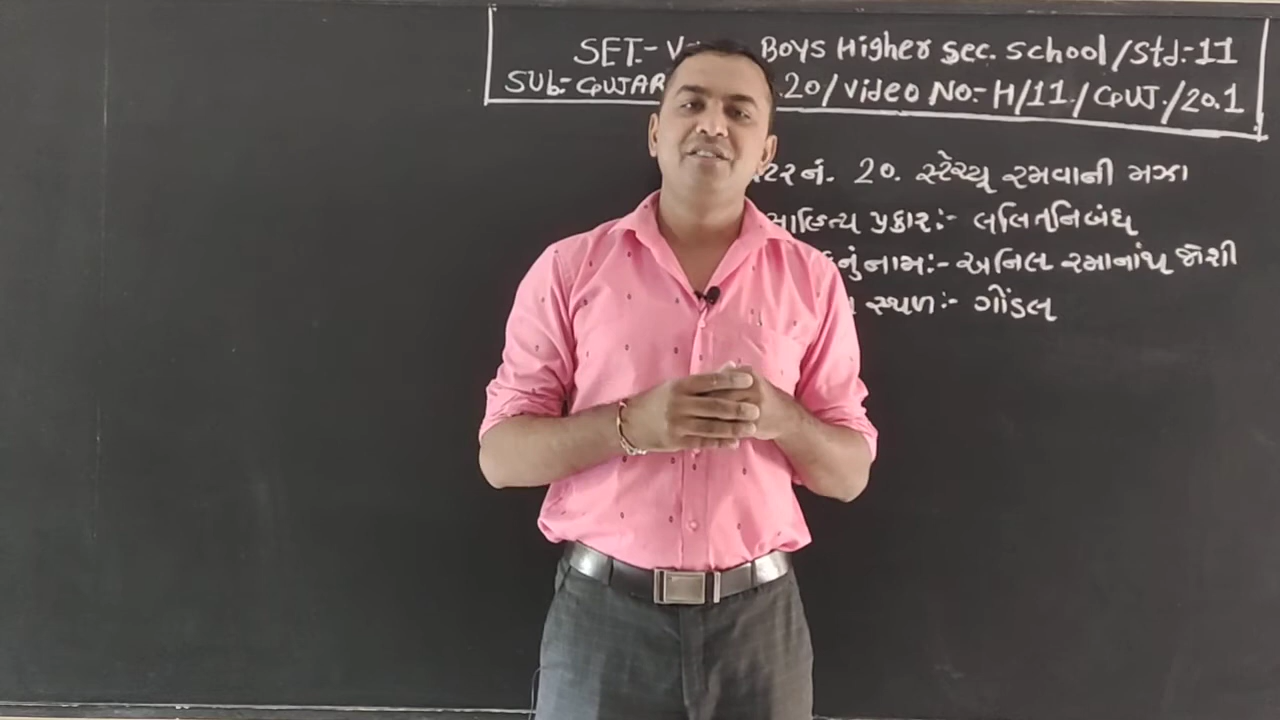 SET:- Boys Higher Sec. School/Std:-11
SUB:- GUJAR .20/Video No:- H/11./GUJ./20.1
નં. 20. સ્ટેચ્યૂ રમવાની મઝા
સાહિત્ય પ્રકાર:- લલિતનિબંધ
નું નામ:- અનિલ રમાનાથ જોશી
સ્થળ:- ગોંડલ